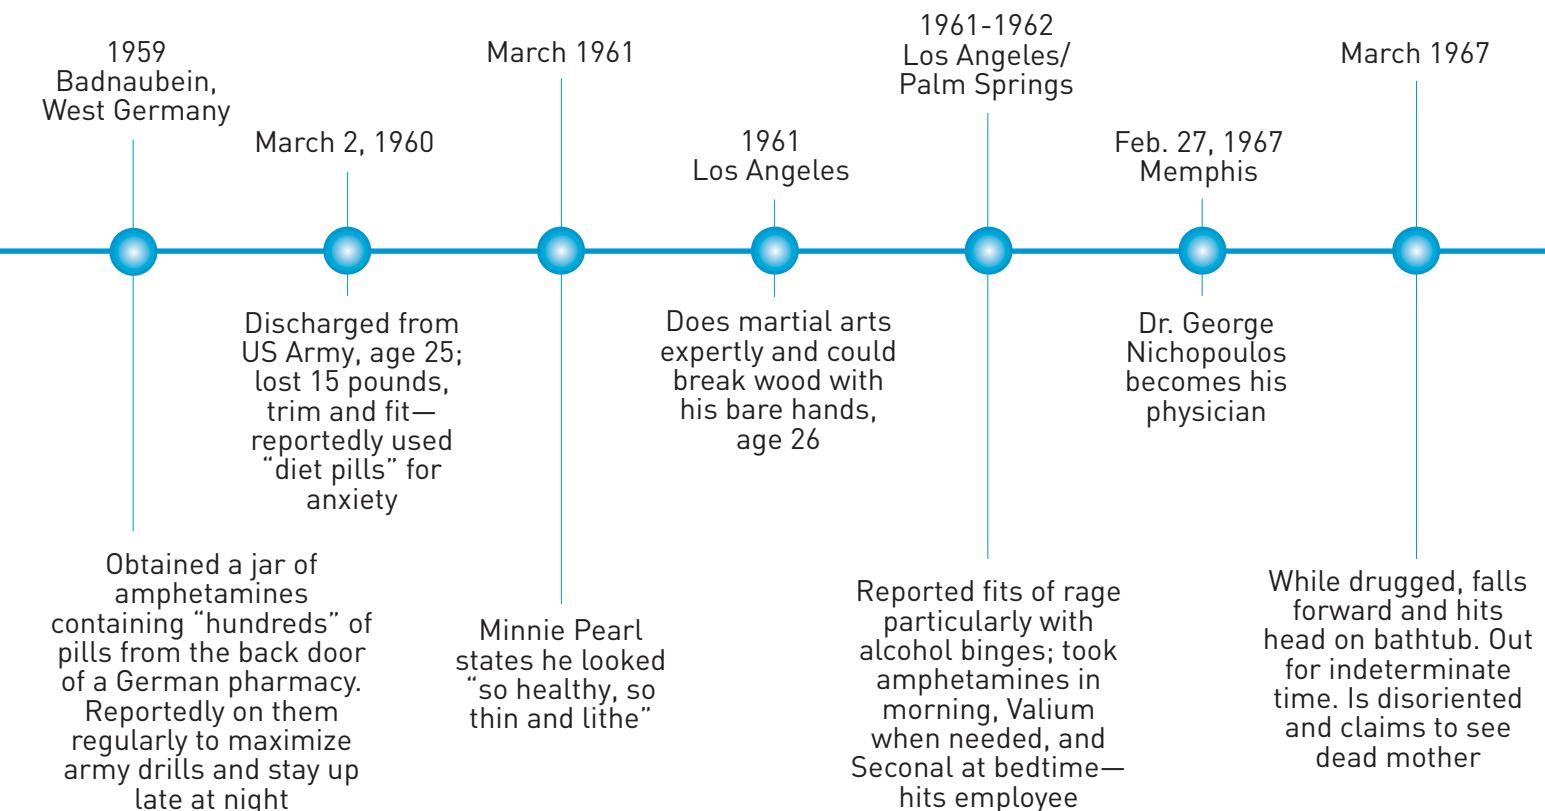 1959
Badnaubein,
West Germany
Obtained a jar of
amphetamines
containing “hundreds” of
pills from the back door
of a German pharmacy.
Reportedly on them
regularly to maximize
army drills and stay up
late at night
March 2, 1960
Discharged from
US Army, age 25;
lost 15 pounds,
trim and fit—
reportedly used
“diet pills” for
anxiety
March 1961
Minnie Pearl
states he looked
“so healthy, so
thin and lithe”
1961
Los Angeles
Does martial arts
expertly and could
break wood with
his bare hands,
age 26
1961-1962
Los Angeles/
Palm Springs
Reported fits of rage
particularly with
alcohol binges; took
amphetamines in
morning, Valium
when needed, and
Seconal at bedtime—
hits employee
Feb. 27, 1967
Memphis
Dr. George
Nichopoulos
becomes his
physician
March 1967
While drugged, falls
forward and hits
head on bathtub. Out
for indeterminate
time. Is disoriented
and claims to see
dead mother